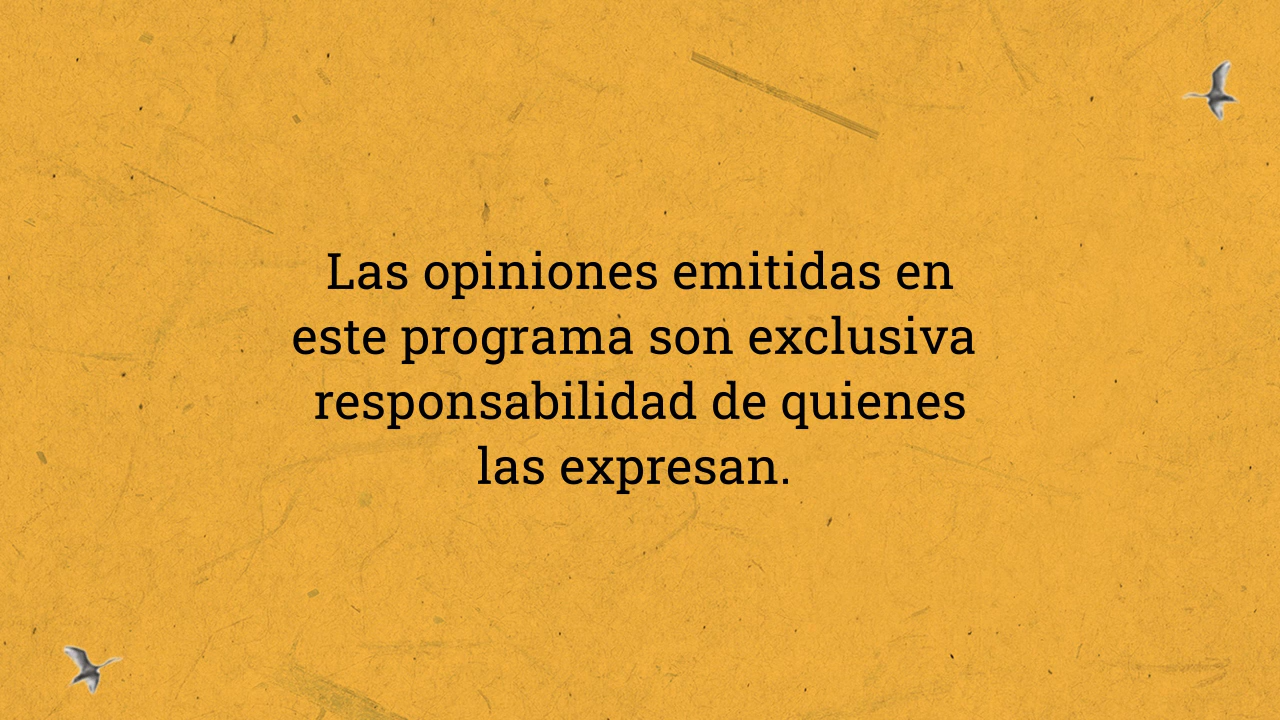 Las opiniones emitidas en
este programa son exclusiva
responsabilidad de quienes
las expresan.